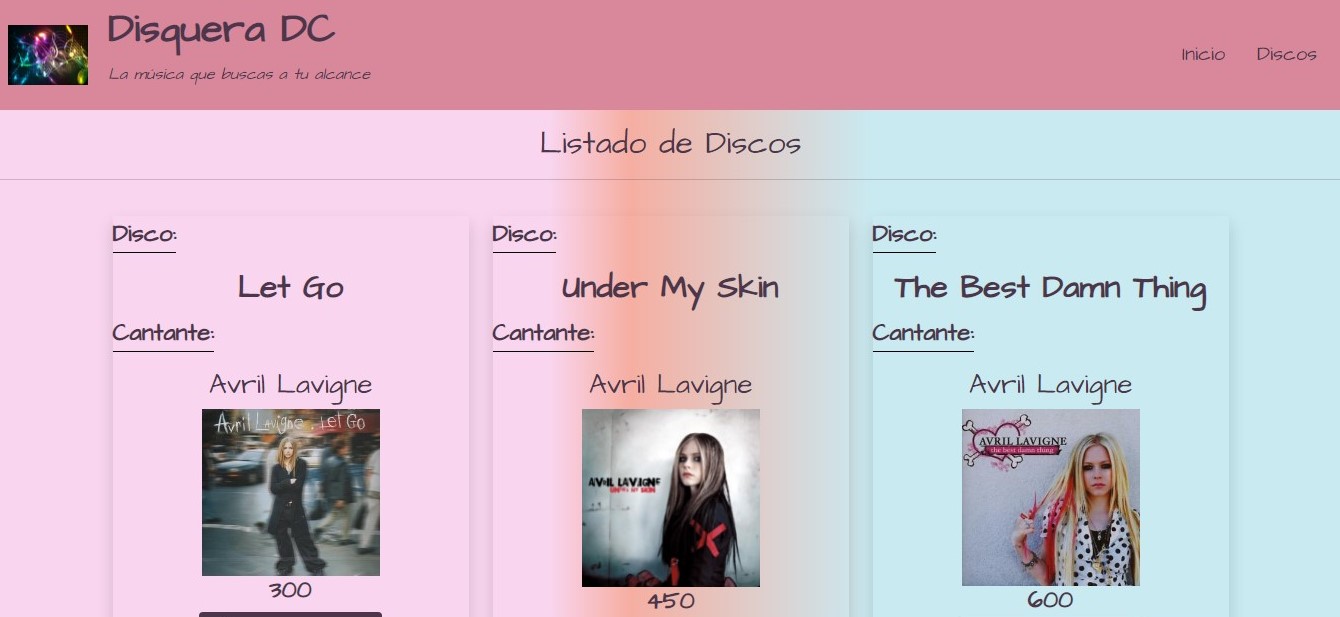 Disquera DC
La música que buscas a tu alcance
Inicio Discos
Listado de Discos
Disco:
Let Go
Cantante:
Avril Lavigne
Avril Lavigne . Let Go
300
Disco:
Under My Skin
Cantante:
Avril Lavigne
AVRIL LAVIGNE
UNDER MY SKIN
450
Disco:
The Best Damn Thing
Cantante:
Avril Lavigne
AVRIL LAVIGNE
the best damn thing
600